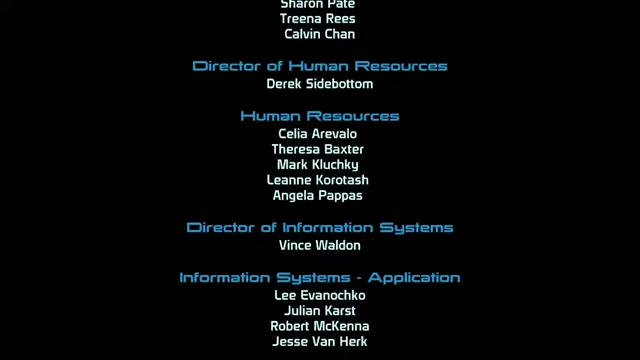 Sharon Pate
Treena Rees
Calvin Chan
Director of Human Resources
Derek Sidebottom
Human Resources
Celia Arevalo
Theresa Baxter
Mark Kluchky
Leanne Korotash
Angela Pappas
Director of Information Systems
Vince Waldon
Information Systems - Application
Lee Evanochko
Julian Karst
Robert McKenna
Jesse Van Herk